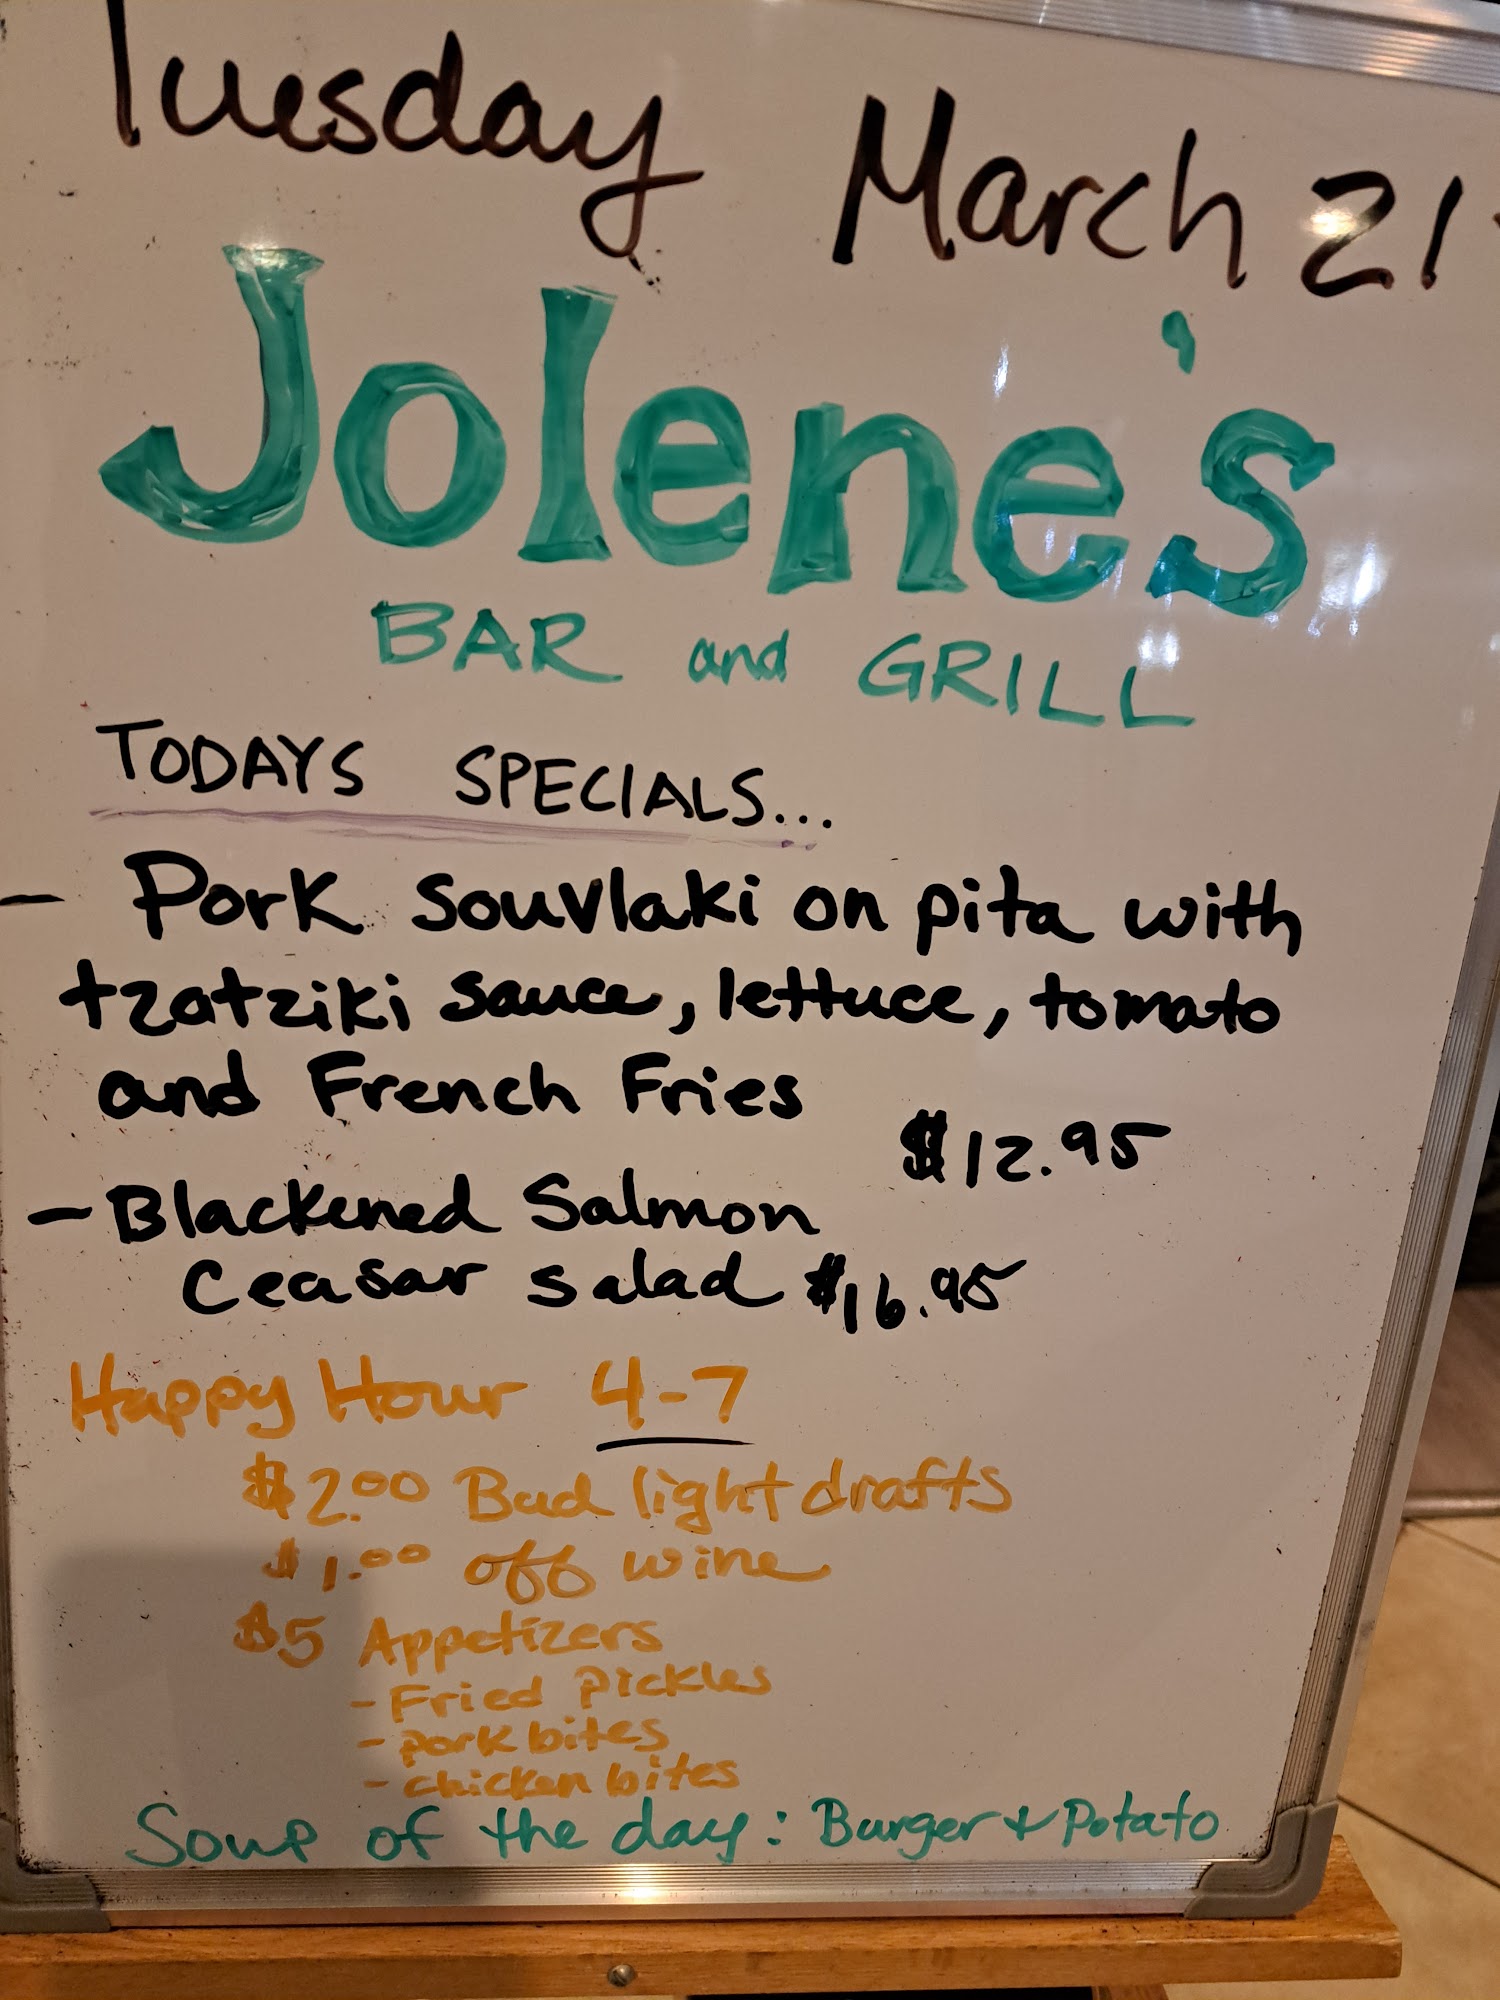 Tuesday March 21
Jolene's
BAR and GRILL
TODAYS SPECIALS...
- Pork Souvlaki on pita with
tzatziki sauce, lettuce, tomato
and French Fries
$12.95
- Blackened Salmon
Ceasar salad $16.95
Happy Hour 4-7
$2.00 Bud light drafts
$1.00 off wine
$5 Appetizers
- Fried Pickles
- pork bites
- chicken bites
Soup of the day: Burger & Potato